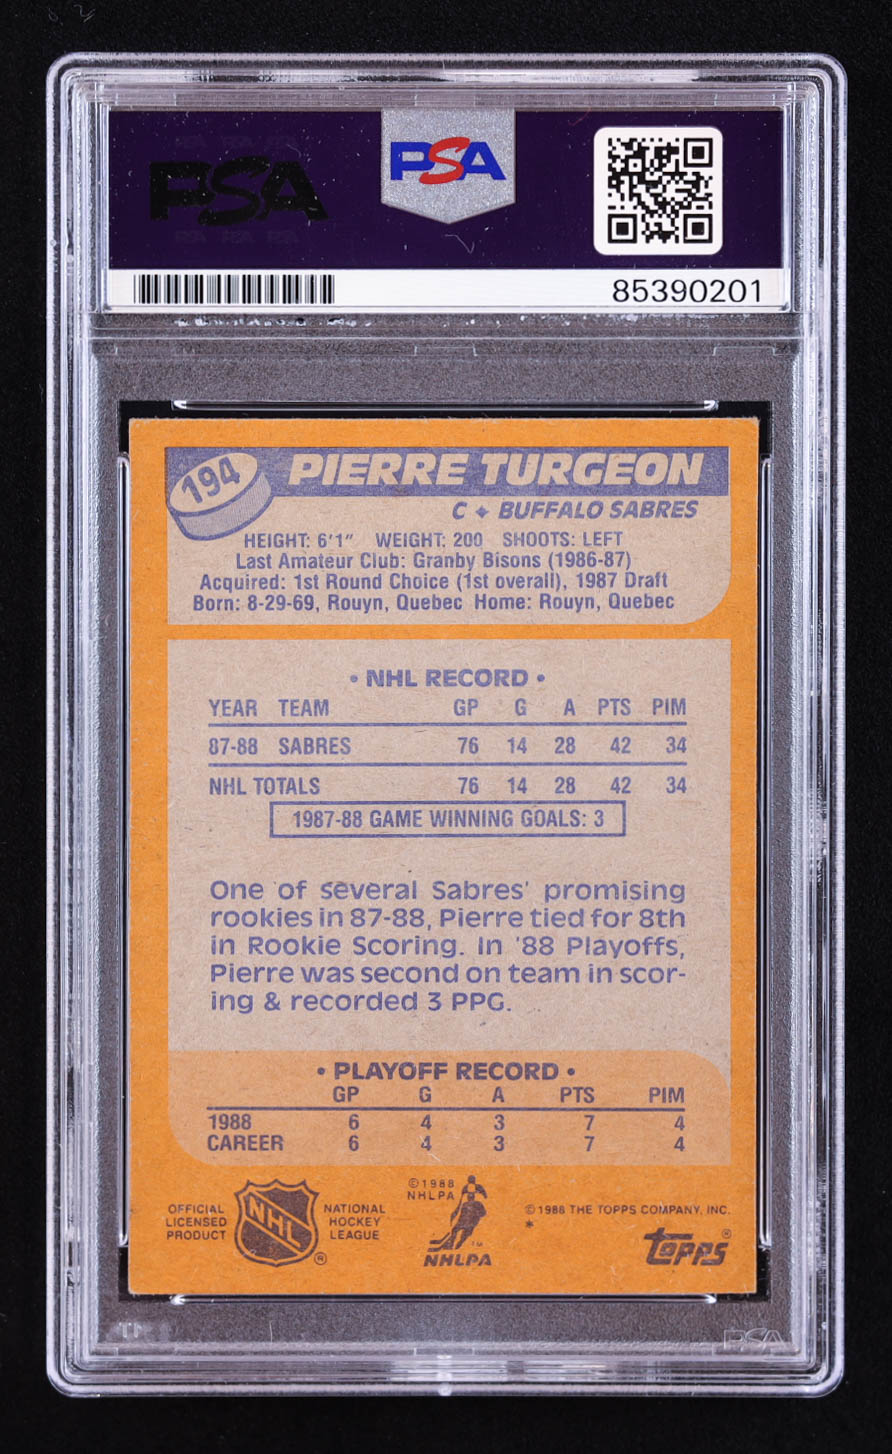 PSA
PSA
85390201
194
PIERRE TURGEON
C ♦ BUFFALO SABRES
HEIGHT: 6'1" WEIGHT: 200 SHOOTS: LEFT
Last Amateur Club: Granby Bisons (1986-87)
Acquired: 1st Round Choice (1st overall), 1987 Draft
Born: 8-29-69, Rouyn, Quebec Home: Rouyn, Quebec
• NHL RECORD •
YEAR TEAM GP G A PTS PIM
87-88 SABRES 76 14 28 42 34
NHL TOTALS 76 14 28 42 34
1987-88 GAME WINNING GOALS: 3
One of several Sabres' promising
rookies in 87-88, Pierre tied for 8th
in Rookie Scoring. In '88 Playoffs,
Pierre was second on team in scor-
ing & recorded 3 PPG.
• PLAYOFF RECORD •
GP G A PTS PIM
1988 6 4 3 7 4
CAREER 6 4 3 7 4
OFFICIAL
LICENSED
PRODUCT
NHL
®
NATIONAL
HOCKEY
LEAGUE
©1988
NHLPA
TM
NHLPA
©1988 THE TOPPS COMPANY, INC.
*
TOPPS®
PSA